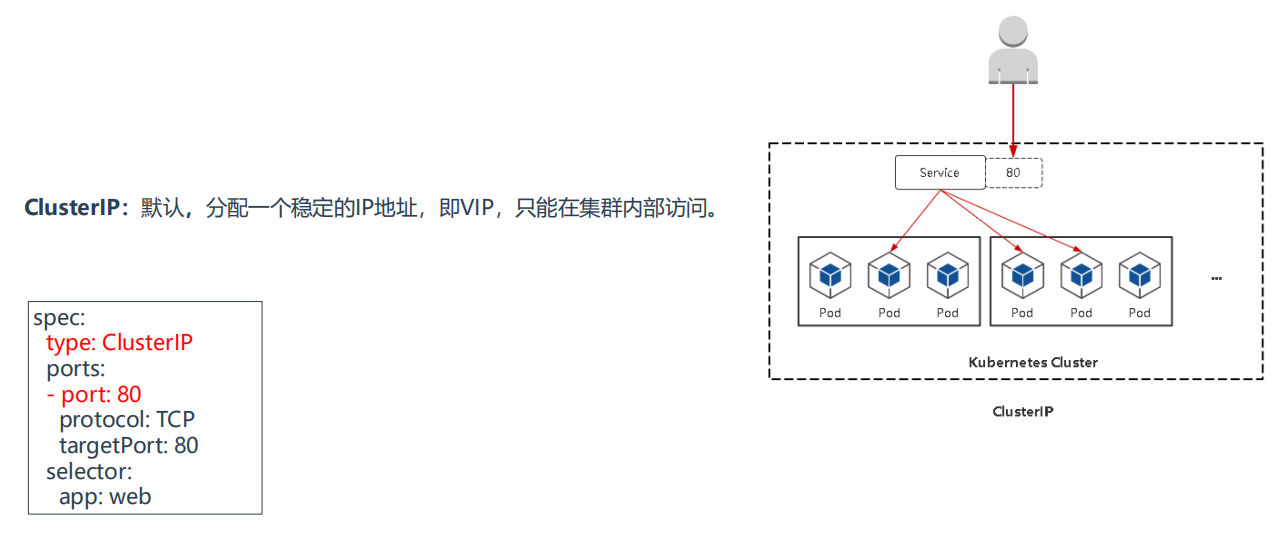 ClusterIP：默认，分配一个稳定的IP地址，即VIP，只能在集群内部访问。
spec:
  type: ClusterIP
  ports:
  - port: 80
    protocol: TCP
    targetPort: 80
  selector:
    app: web
Service 80
Pod Pod Pod Pod Pod Pod ...
Kubernetes Cluster
ClusterIP